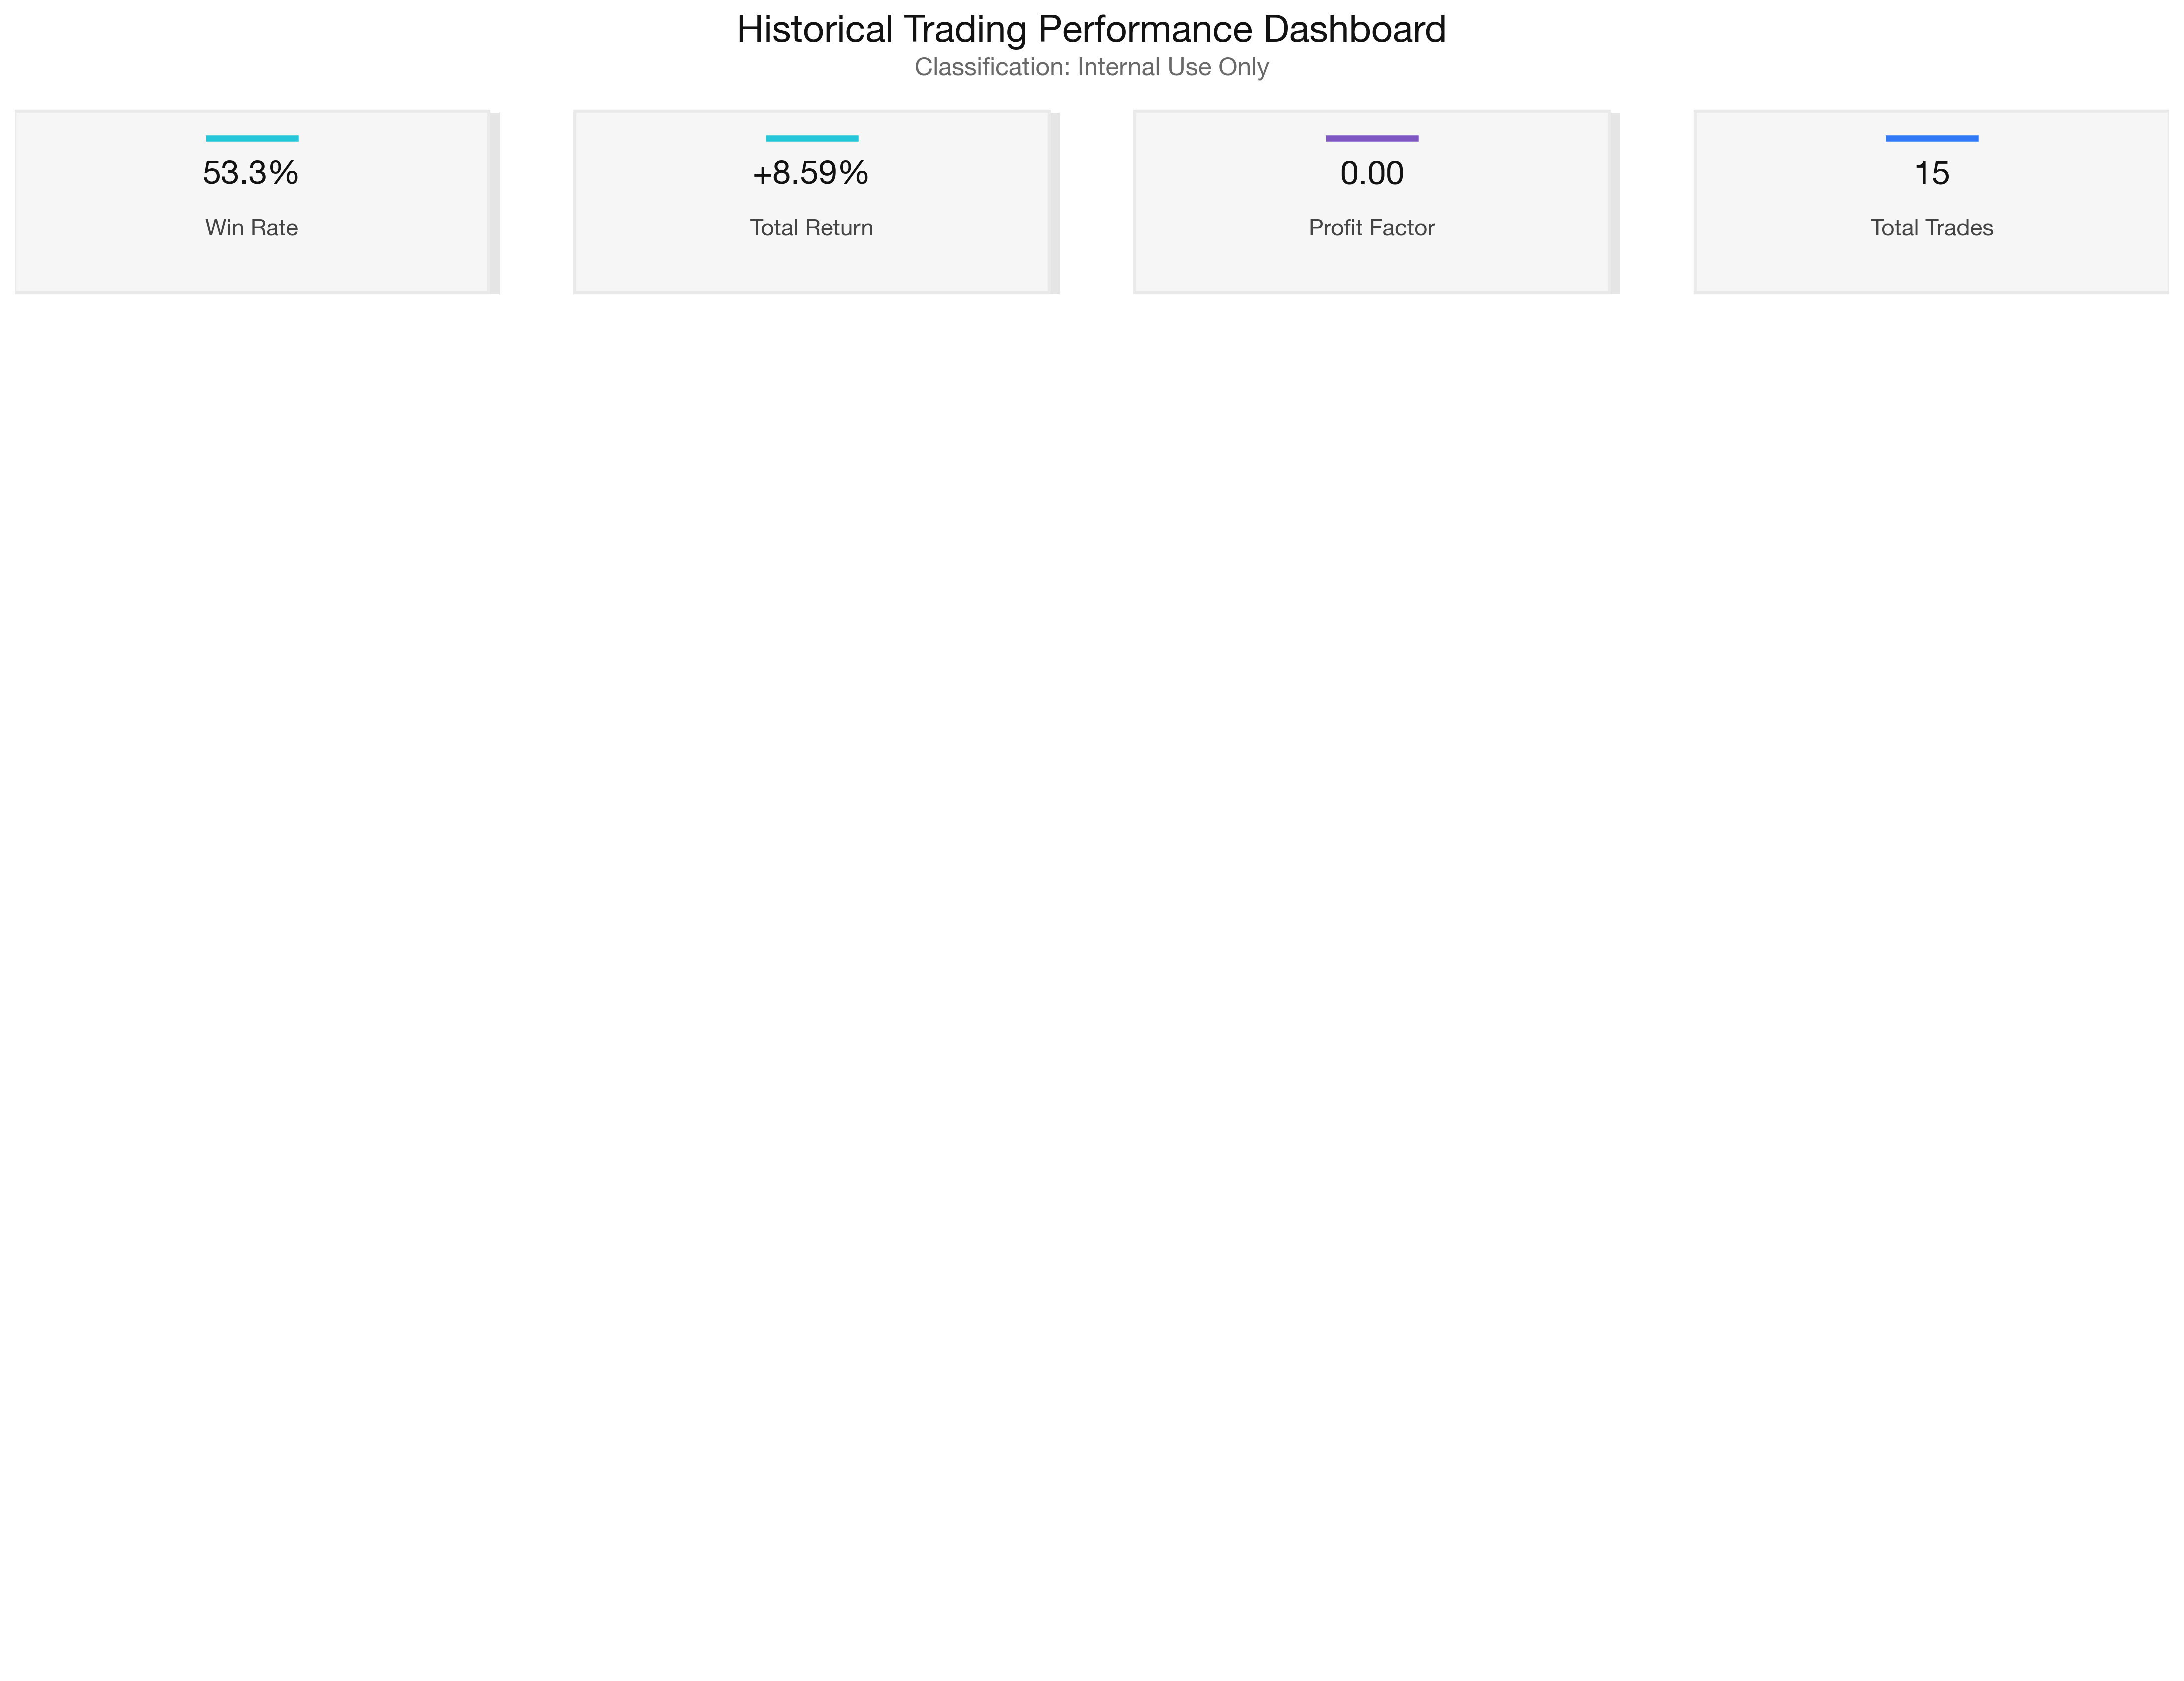 Historical Trading Performance Dashboard
Classification: Internal Use Only
53.3%
Win Rate
+8.59%
Total Return
0.00
Profit Factor
15
Total Trades